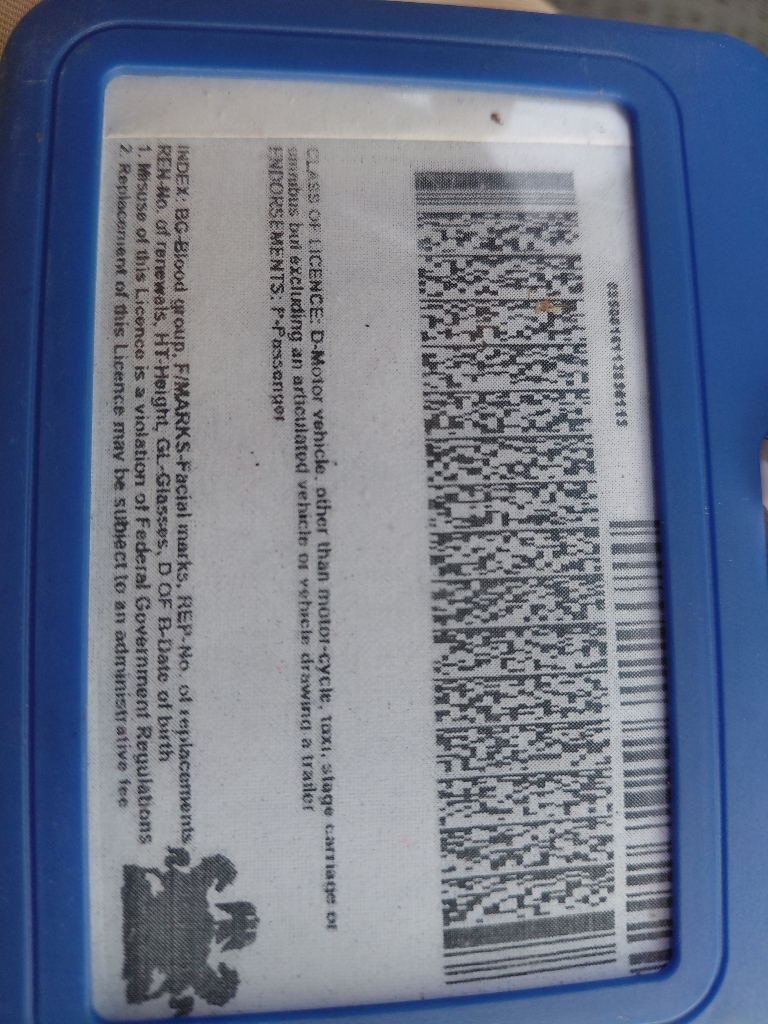 CLASS OF LICENCE: D-Motor vehicle, other than motor-cycle, taxi, stage carriage or
omnibus but excluding an articulated vehicle or vehicle drawing a trailer
ENDORSEMENTS: P-Passenger
INDEX: BG-Blood group, F/MARKS-Facial marks, REP-No. of replacements
REN-No. of renewals, HT-Height, GL-Glasses, D OF B-Date of birth
1. Misuse of this Licence is a violation of Federal Government Regulations
2. Replacement of this Licence may be subject to an administrative fee